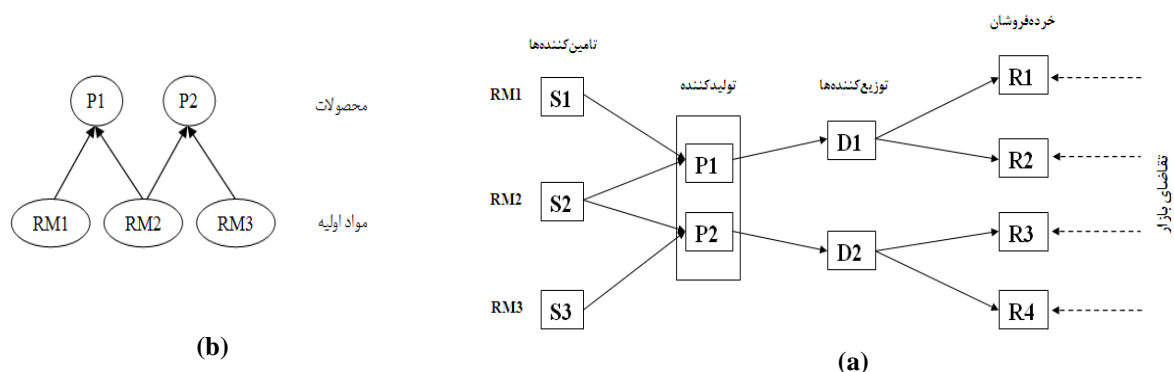 P1 P2 محصولات
RM1 RM2 RM3 مواد اولیه
(b)
خرده‌فروشان
تامین‌کننده‌ها
تولیدکننده
توزیع‌کننده‌ها
RM1 S1
RM2 S2
RM3 S3
P1
P2
D1
D2
R1
R2
R3
R4
تقاضای بازار
(a)